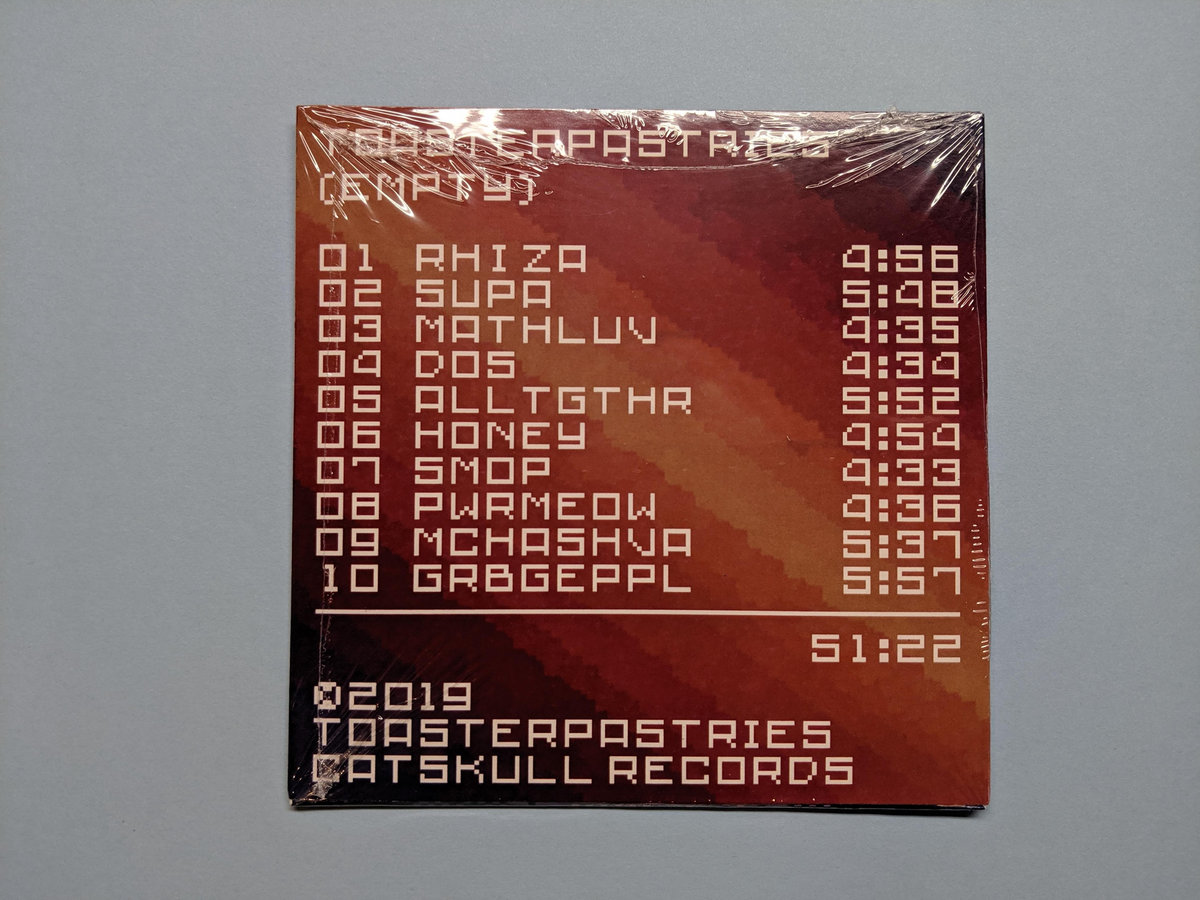 TOASTERPASTRIES
(EMPTY)
01 RHIZA 4:56
02 SUPA 5:48
03 MATHLUV 4:35
04 DOS 4:34
05 ALLTGTHR 5:52
06 HONEY 4:54
07 SMOP 4:33
08 PWRMEOW 4:36
09 MCHASHVA 5:37
10 GRBGEPPL 5:57
51:22
©2019
TOASTERPASTRIES
CATSKULL RECORDS